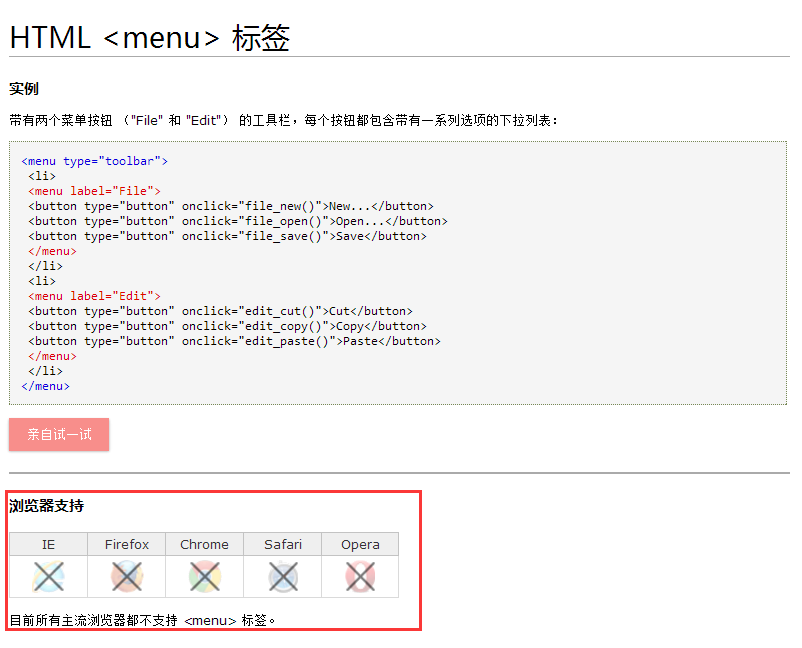 HTML <menu> 标签
实例
带有两个菜单按钮 （"File" 和 "Edit"） 的工具栏，每个按钮都包含带有一系列选项的下拉列表：
<menu type="toolbar">
<li>
<menu label="File">
<button type="button" onclick="file_new()">New...</button>
<button type="button" onclick="file_open()">Open...</button>
<button type="button" onclick="file_save()">Save</button>
</menu>
</li>
<li>
<menu label="Edit">
<button type="button" onclick="edit_cut()">Cut</button>
<button type="button" onclick="edit_copy()">Copy</button>
<button type="button" onclick="edit_paste()">Paste</button>
</menu>
</li>
</menu>
亲自试一试
浏览器支持
IE Firefox Chrome Safari Opera
目前所有主流浏览器都不支持 <menu> 标签。